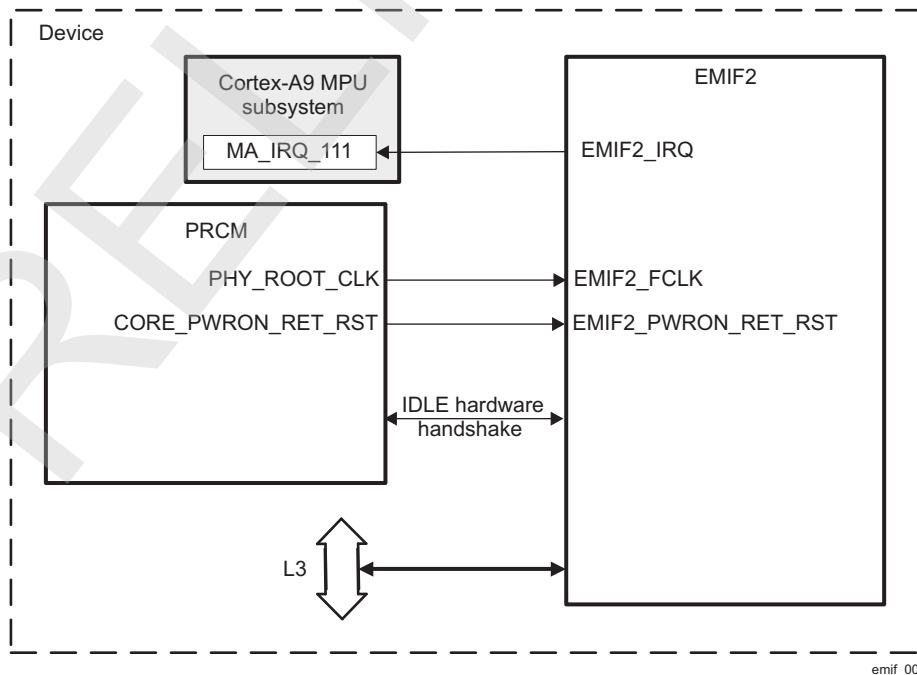 Device
Cortex-A9 MPU
subsystem
MA_IRQ_111
EMIF2
EMIF2_IRQ
PRCM
PHY_ROOT_CLK
EMIF2_FCLK
CORE_PWRON_RET_RST
EMIF2_PWRON_RET_RST
IDLE hardware
handshake
L3